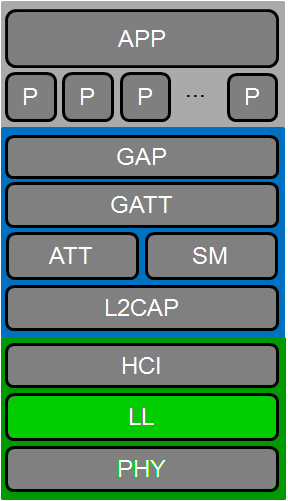 APP
P P P ... P
GAP
GATT
ATT SM
L2CAP
HCI
LL
PHY